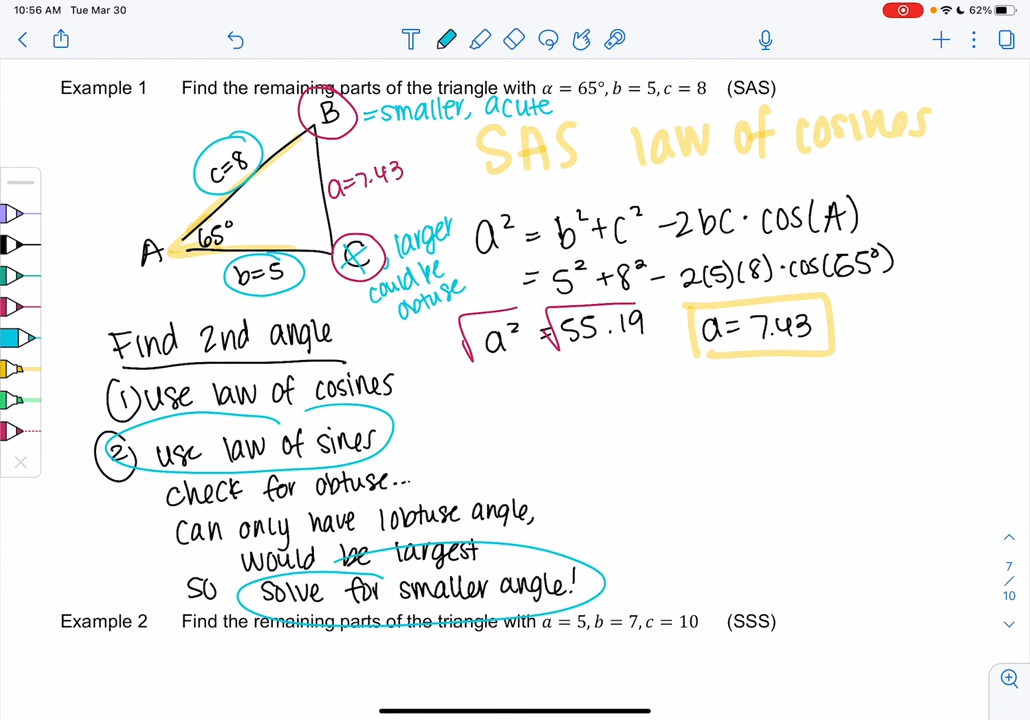 10:56 AM Tue Mar 30
62%
Example 1 Find the remaining parts of the triangle with α = 65°, b = 5, c = 8 (SAS)
B = smaller, acute
SAS law of cosines
c=8
a=7.43
65°
A
C, larger
could be
obtuse
b=5
a² = b² + c² - 2bc · cos(A)
= 5² + 8² - 2(5)(8) · cos(65°)
√a² = √55.19
a = 7.43
Find 2nd angle
① use law of cosines
② use law of sines
check for obtuse...
can only have 1 obtuse angle,
would be largest
so solve for smaller angle!
Example 2 Find the remaining parts of the triangle with a = 5, b = 7, c = 10 (SSS)
7
/
10